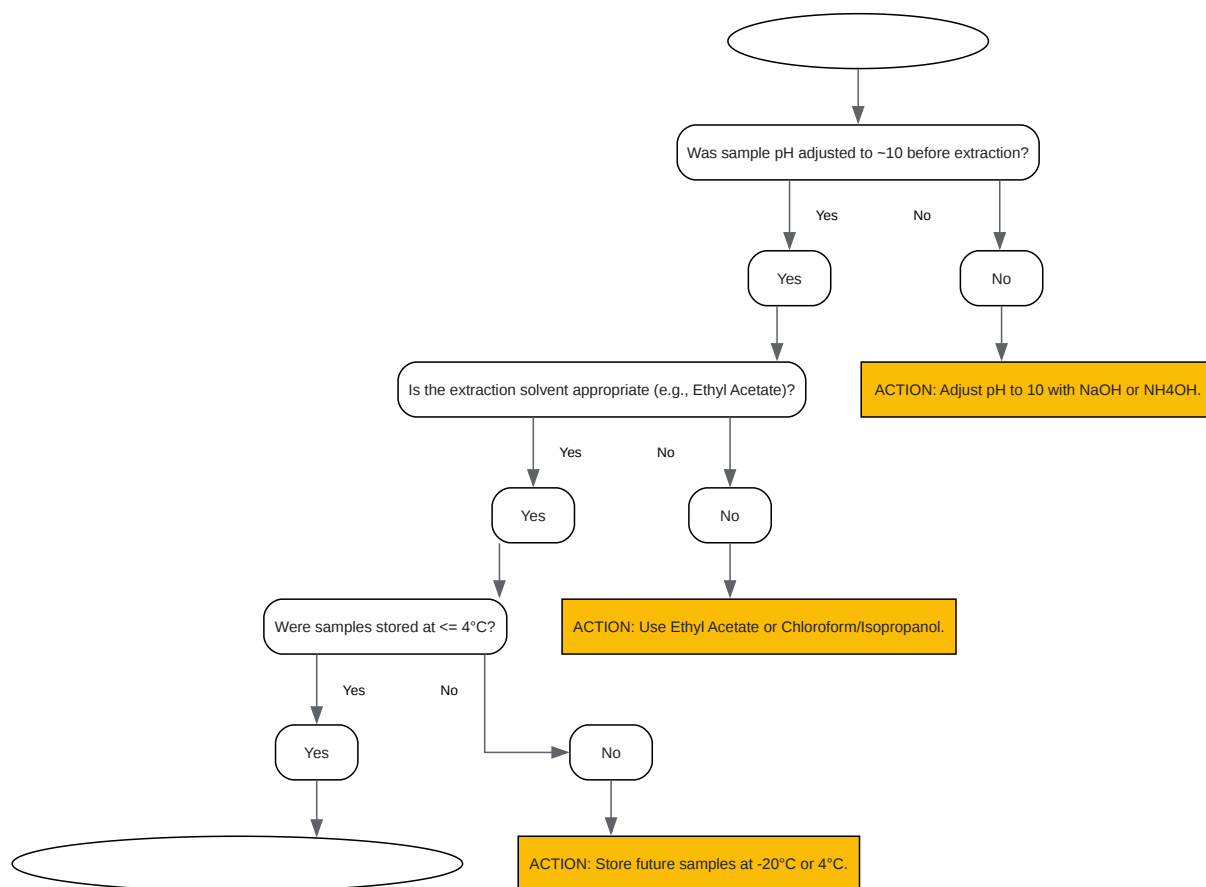 Was sample pH adjusted to ~10 before extraction?
Yes
No
Yes
No
Is the extraction solvent appropriate (e.g., Ethyl Acetate)?
ACTION: Adjust pH to 10 with NaOH or NH4OH.
Yes
No
Yes
No
Were samples stored at <= 4°C?
ACTION: Use Ethyl Acetate or Chloroform/Isopropanol.
Yes
No
Yes
No
ACTION: Store future samples at -20°C or 4°C.